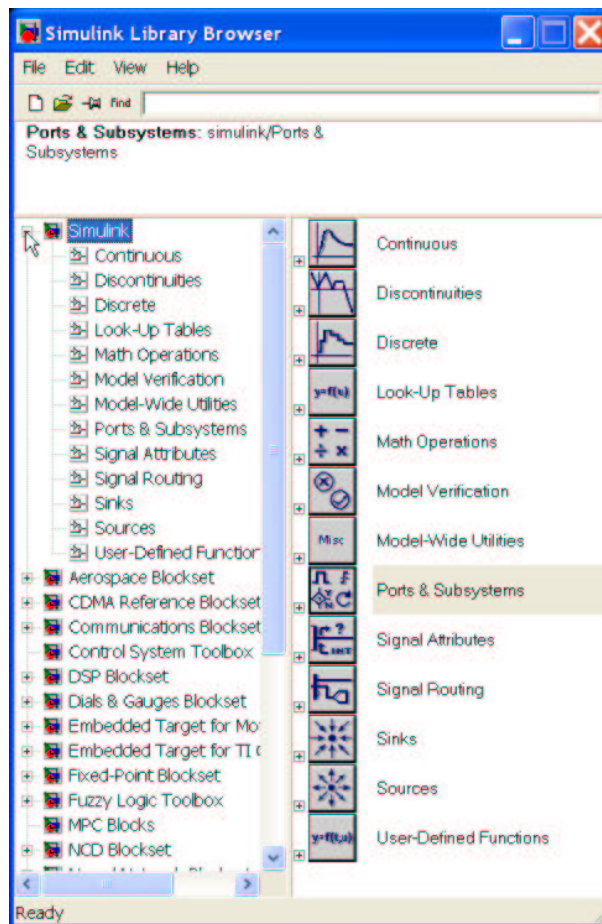 Simulink Library Browser
File Edit View Help
Find
Ports & Subsystems: simulink/Ports &
Subsystems
Simulink
Continuous
Discontinuities
Discrete
Look-Up Tables
Math Operations
Model Verification
Model-Wide Utilities
Ports & Subsystems
Signal Attributes
Signal Routing
Sinks
Sources
User-Defined Function
Aerospace Blockset
CDMA Reference Blockset
Communications Blockset
Control System Toolbox
DSP Blockset
Dials & Gauges Blockset
Embedded Target for Mo
Embedded Target for TI C
Fixed-Point Blockset
Fuzzy Logic Toolbox
MPC Blocks
NCD Blockset
Continuous
Discontinuities
Discrete
y=f(u)
Look-Up Tables
Math Operations
Model Verification
Misc
Model-Wide Utilities
Ports & Subsystems
Signal Attributes
Signal Routing
Sinks
Sources
y=f(t,u)
User-Defined Functions
Ready